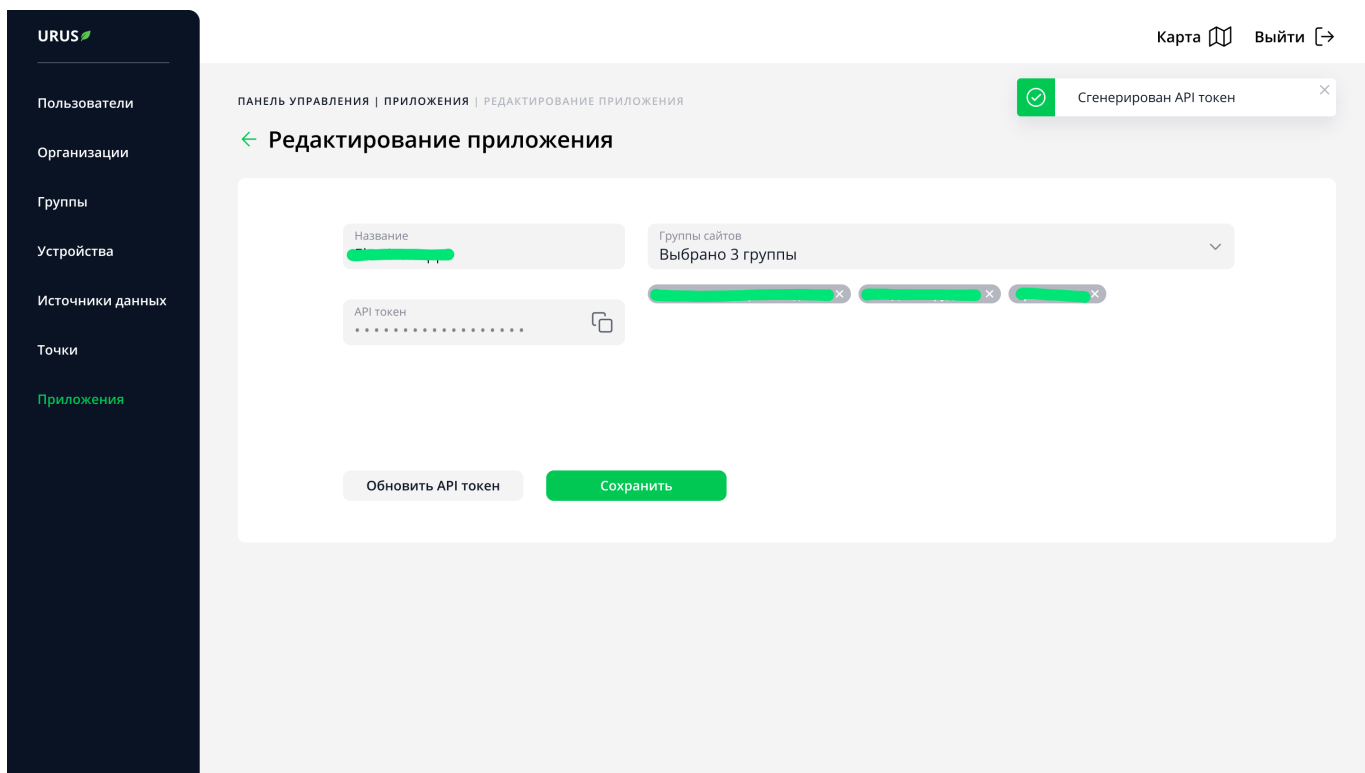 URUS
Карта
Выйти
Пользователи
Организации
Группы
Устройства
Источники данных
Точки
Приложения
ПАНЕЛЬ УПРАВЛЕНИЯ | ПРИЛОЖЕНИЯ | РЕДАКТИРОВАНИЕ ПРИЛОЖЕНИЯ
Сгенерирован API токен
Редактирование приложения
Название
Группы сайтов
Выбрано 3 группы
API токен
Обновить API токен
Сохранить